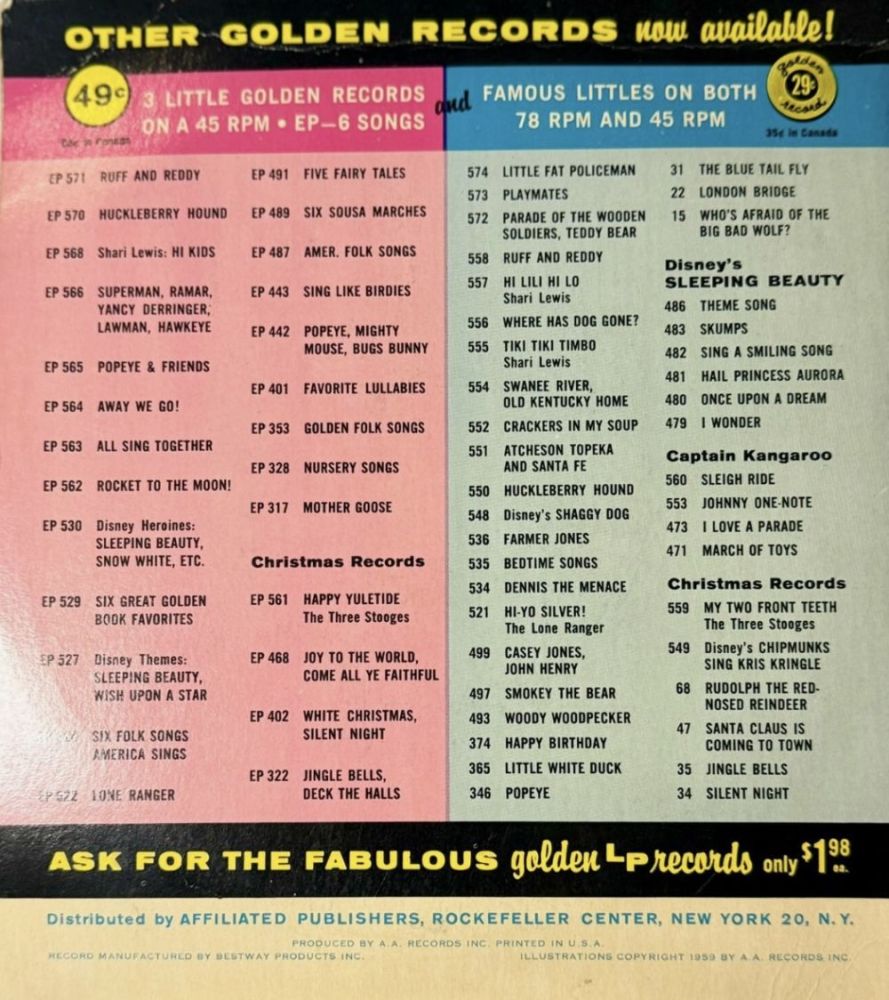 OTHER GOLDEN RECORDS now available!
49¢
3 LITTLE GOLDEN RECORDS
ON A 45 RPM • EP—6 SONGS
in Canada
and
FAMOUS LITTLES ON BOTH
78 RPM AND 45 RPM
golden
29¢
record
35¢ in Canada
EP 571 RUFF AND REDDY
EP 570 HUCKLEBERRY HOUND
EP 568 Shari Lewis: HI KIDS
EP 566 SUPERMAN, RAMAR,
YANCY DERRINGER,
LAWMAN, HAWKEYE
EP 565 POPEYE & FRIENDS
EP 564 AWAY WE GO!
EP 563 ALL SING TOGETHER
EP 562 ROCKET TO THE MOON!
EP 530 Disney Heroines:
SLEEPING BEAUTY,
SNOW WHITE, ETC.
EP 529 SIX GREAT GOLDEN
BOOK FAVORITES
EP 527 Disney Themes:
SLEEPING BEAUTY,
WISH UPON A STAR
SIX FOLK SONGS
AMERICA SINGS
EP 522 LONE RANGER
EP 491 FIVE FAIRY TALES
EP 489 SIX SOUSA MARCHES
EP 487 AMER. FOLK SONGS
EP 443 SING LIKE BIRDIES
EP 442 POPEYE, MIGHTY
MOUSE, BUGS BUNNY
EP 401 FAVORITE LULLABIES
EP 353 GOLDEN FOLK SONGS
EP 328 NURSERY SONGS
EP 317 MOTHER GOOSE
Christmas Records
EP 561 HAPPY YULETIDE
The Three Stooges
EP 468 JOY TO THE WORLD,
COME ALL YE FAITHFUL
EP 402 WHITE CHRISTMAS,
SILENT NIGHT
EP 322 JINGLE BELLS,
DECK THE HALLS
574 LITTLE FAT POLICEMAN
573 PLAYMATES
572 PARADE OF THE WOODEN
SOLDIERS, TEDDY BEAR
558 RUFF AND REDDY
557 HI LILI HI LO
Shari Lewis
556 WHERE HAS DOG GONE?
555 TIKI TIKI TIMBO
Shari Lewis
554 SWANEE RIVER,
OLD KENTUCKY HOME
552 CRACKERS IN MY SOUP
551 ATCHESON TOPEKA
AND SANTA FE
550 HUCKLEBERRY HOUND
548 Disney's SHAGGY DOG
536 FARMER JONES
535 BEDTIME SONGS
534 DENNIS THE MENACE
521 HI-YO SILVER!
The Lone Ranger
499 CASEY JONES,
JOHN HENRY
497 SMOKEY THE BEAR
493 WOODY WOODPECKER
374 HAPPY BIRTHDAY
365 LITTLE WHITE DUCK
346 POPEYE
31 THE BLUE TAIL FLY
22 LONDON BRIDGE
15 WHO'S AFRAID OF THE
BIG BAD WOLF?
Disney's
SLEEPING BEAUTY
486 THEME SONG
483 SKUMPS
482 SING A SMILING SONG
481 HAIL PRINCESS AURORA
480 ONCE UPON A DREAM
479 I WONDER
Captain Kangaroo
560 SLEIGH RIDE
553 JOHNNY ONE-NOTE
473 I LOVE A PARADE
471 MARCH OF TOYS
Christmas Records
559 MY TWO FRONT TEETH
The Three Stooges
549 Disney's CHIPMUNKS
SING KRIS KRINGLE
68 RUDOLPH THE RED-
NOSED REINDEER
47 SANTA CLAUS IS
COMING TO TOWN
35 JINGLE BELLS
34 SILENT NIGHT
ASK FOR THE FABULOUS golden LP records only $1.98 ea.
Distributed by AFFILIATED PUBLISHERS, ROCKEFELLER CENTER, NEW YORK 20, N.Y.
PRODUCED BY A.A. RECORDS INC. PRINTED IN U.S.A.
RECORD MANUFACTURED BY BESTWAY PRODUCTS INC.
ILLUSTRATIONS COPYRIGHT 1959 BY A.A. RECORDS INC.